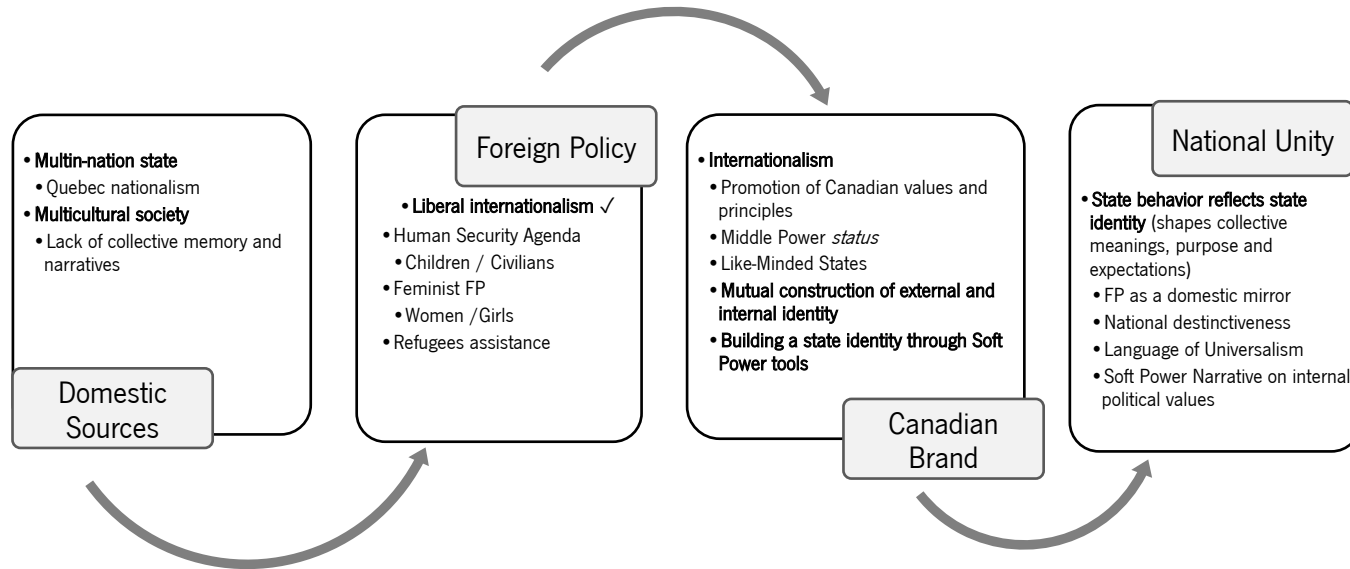 • Multin-nation state
• Quebec nationalism
• Multicultural society
• Lack of collective memory and
narratives
Domestic
Sources
Foreign Policy
• Liberal internationalism ✓
• Human Security Agenda
• Children / Civilians
• Feminist FP
• Women /Girls
• Refugees assistance
• Internationalism
• Promotion of Canadian values and
principles
• Middle Power status
• Like-Minded States
• Mutual construction of external and
internal identity
• Building a state identity through Soft
Power tools
Canadian
Brand
National Unity
• State behavior reflects state
identity (shapes collective
meanings, purpose and
expectations)
• FP as a domestic mirror
• National destinctiveness
• Language of Universalism
• Soft Power Narrative on internal
political values